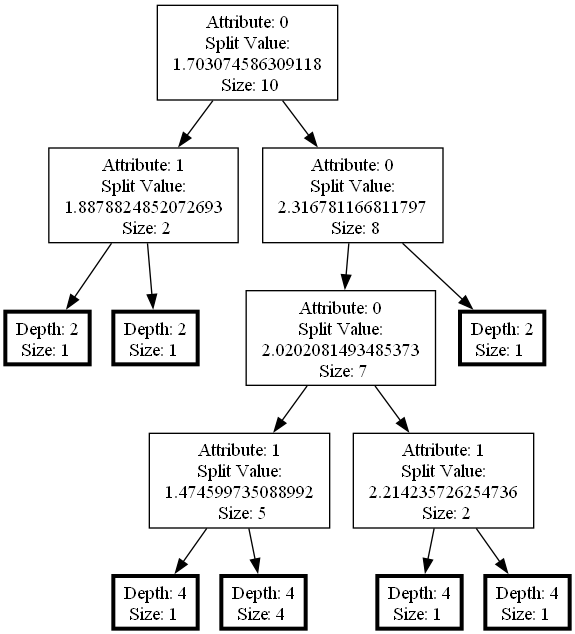 Attribute: 0
Split Value:
1.703074586309118
Size: 10
Attribute: 1
Split Value:
1.8878824852072693
Size: 2
Attribute: 0
Split Value:
2.316781166811797
Size: 8
Depth: 2
Size: 1
Depth: 2
Size: 1
Attribute: 0
Split Value:
2.0202081493485373
Size: 7
Depth: 2
Size: 1
Attribute: 1
Split Value:
1.474599735088992
Size: 5
Attribute: 1
Split Value:
2.214235726254736
Size: 2
Depth: 4
Size: 1
Depth: 4
Size: 4
Depth: 4
Size: 1
Depth: 4
Size: 1